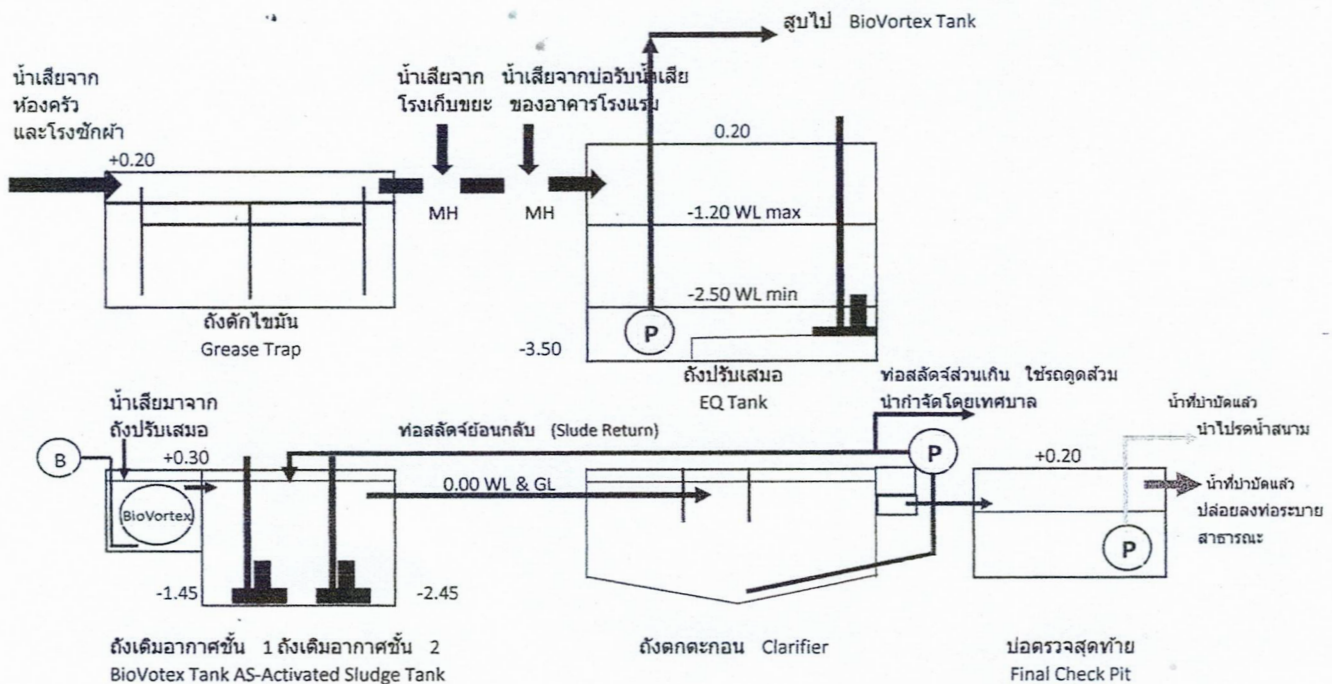 สูบไป BioVortex Tank
น้ำเสียจาก
ห้องครัว
และโรงซักผ้า
น้ำเสียจาก
โรงเก็บขยะ
น้ำเสียจากบ่อรับน้ำเสีย
ของอาคารโรงแรม
+0.20
0.20
MH
MH
-1.20 WL max
-2.50 WL min
P
-3.50
ถังดักไขมัน
Grease Trap
ถังปรับเสมอ
EQ Tank
น้ำเสียมาจาก
ถังปรับเสมอ
ท่อสลัดจ์ย้อนกลับ (Slude Return)
ท่อสลัดจ์ส่วนเกิน ใช้รถดูดส้วม
นำกำจัดโดยเทศบาล
น้ำที่บำบัดแล้ว
นำไปรดน้ำสนาม
B
+0.30
P
+0.20
0.00 WL & GL
BioVortex
น้ำที่บำบัดแล้ว
ปล่อยลงท่อระบาย
สาธารณะ
P
-1.45
-2.45
ถังเติมอากาศชั้น 1 ถังเติมอากาศชั้น 2
BioVotex Tank AS-Activated Sludge Tank
ถังตกตะกอน Clarifier
บ่อตรวจสุดท้าย
Final Check Pit